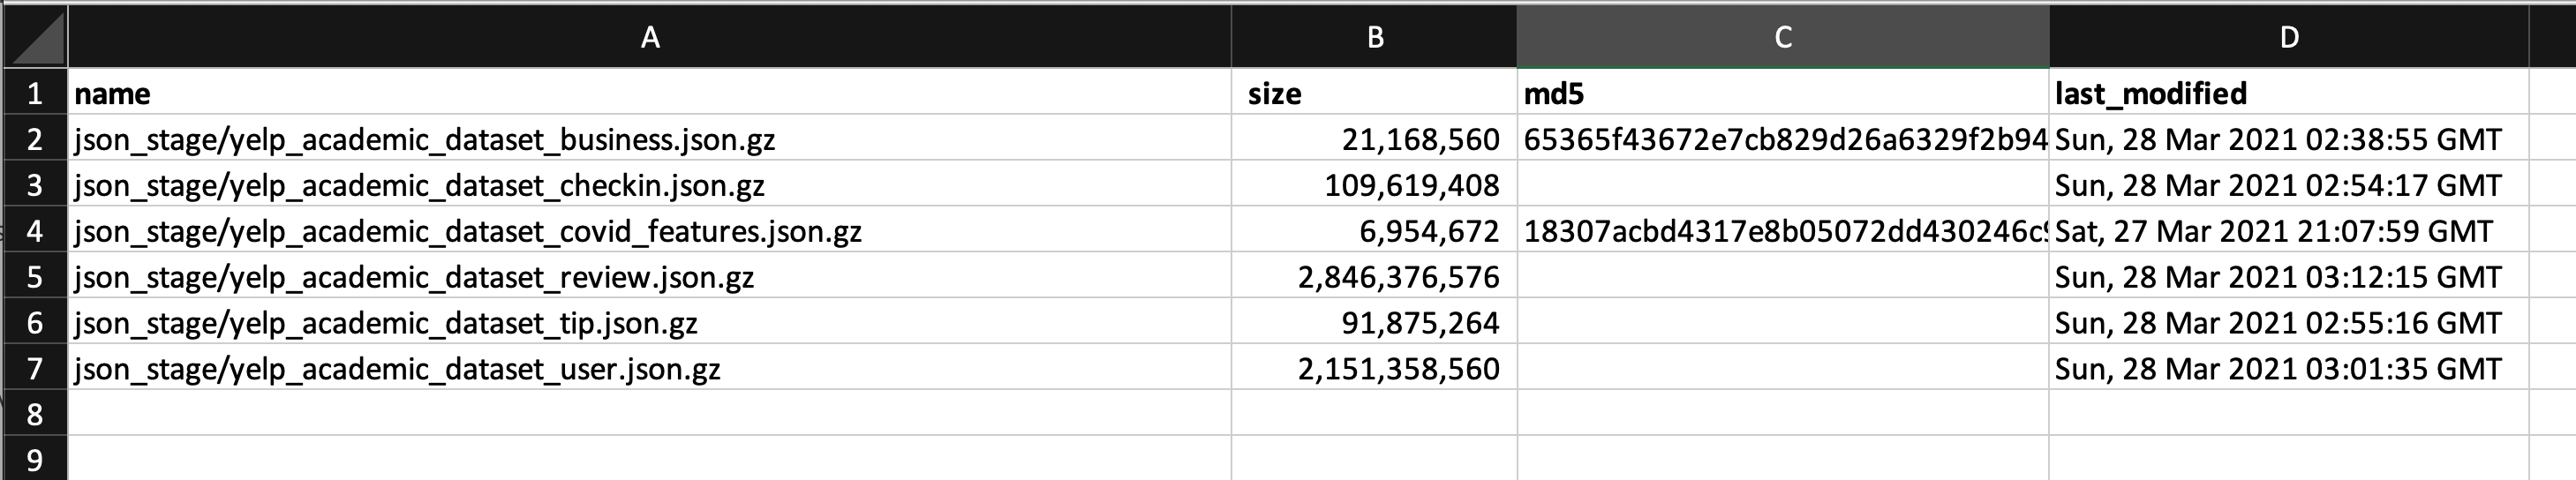 A B C D
1 name size md5 last_modified
2 json_stage/yelp_academic_dataset_business.json.gz 21,168,560 65365f43672e7cb829d26a6329f2b94 Sun, 28 Mar 2021 02:38:55 GMT
3 json_stage/yelp_academic_dataset_checkin.json.gz 109,619,408 Sun, 28 Mar 2021 02:54:17 GMT
4 json_stage/yelp_academic_dataset_covid_features.json.gz 6,954,672 18307acbd4317e8b05072dd430246c9 Sat, 27 Mar 2021 21:07:59 GMT
5 json_stage/yelp_academic_dataset_review.json.gz 2,846,376,576 Sun, 28 Mar 2021 03:12:15 GMT
6 json_stage/yelp_academic_dataset_tip.json.gz 91,875,264 Sun, 28 Mar 2021 02:55:16 GMT
7 json_stage/yelp_academic_dataset_user.json.gz 2,151,358,560 Sun, 28 Mar 2021 03:01:35 GMT
8
9